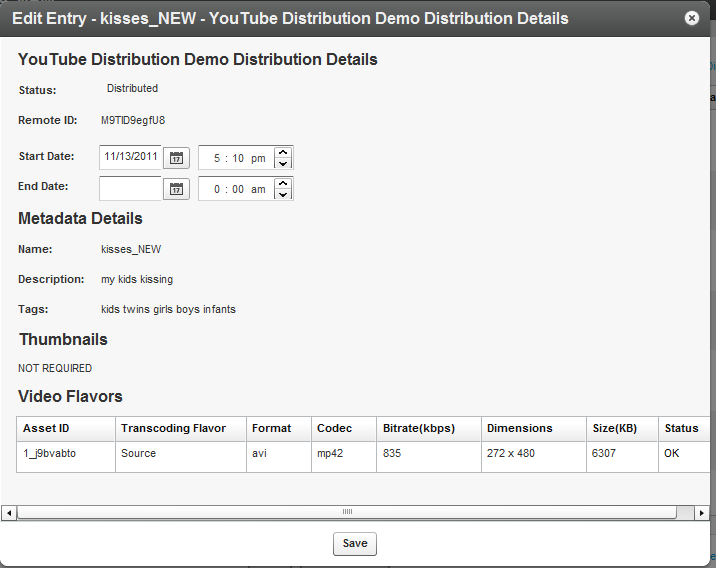 Edit Entry - kisses_NEW - YouTube Distribution Demo Distribution Details
YouTube Distribution Demo Distribution Details
Status: Distributed
Remote ID: M9TID9egfU8
Start Date: 11/13/2011 17 5 : 10 pm
End Date: 17 0 : 00 am
Metadata Details
Name: kisses_NEW
Description: my kids kissing
Tags: kids twins girls boys infants
Thumbnails
NOT REQUIRED
Video Flavors
Asset ID Transcoding Flavor Format Codec Bitrate(kbps) Dimensions Size(KB) Status
1_j9bvabto Source avi mp42 835 272 x 480 6307 OK
Save